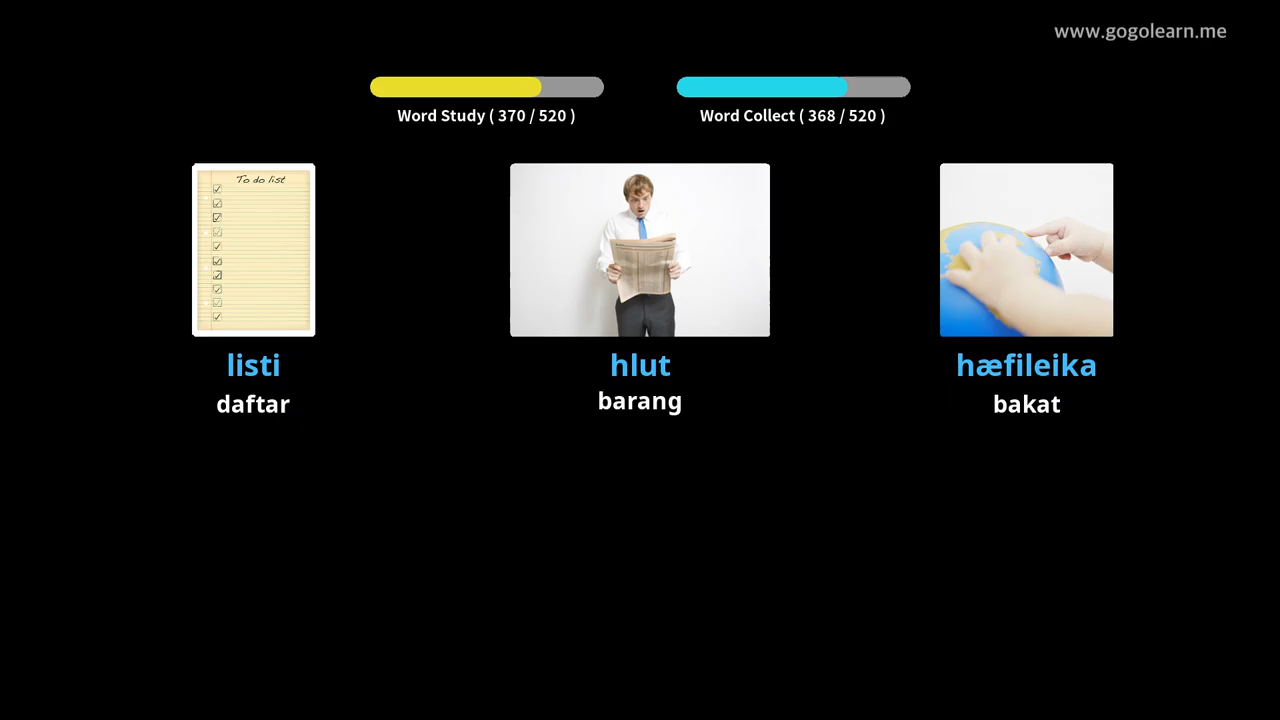 www.gogolearn.me
Word Study ( 370 / 520 )
Word Collect ( 368 / 520 )
To do list
listi
hlut
hæfileika
daftar
barang
bakat